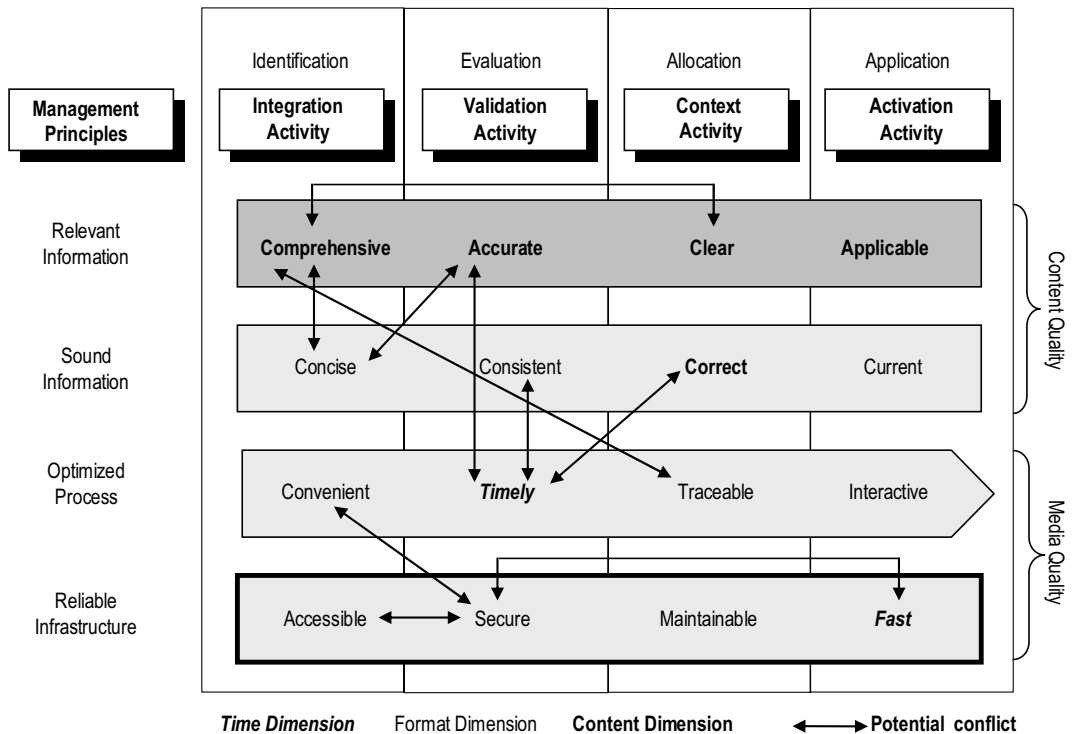 Identification Evaluation Allocation Application
Management
Principles
Integration
Activity
Validation
Activity
Context
Activity
Activation
Activity
Relevant
Information
Comprehensive Accurate Clear Applicable
Sound
Information
Concise Consistent Correct Current
Content Quality
Optimized
Process
Convenient Timely Traceable Interactive
Reliable
Infrastructure
Accessible Secure Maintainable Fast
Media Quality
Time Dimension Format Dimension Content Dimension Potential conflict